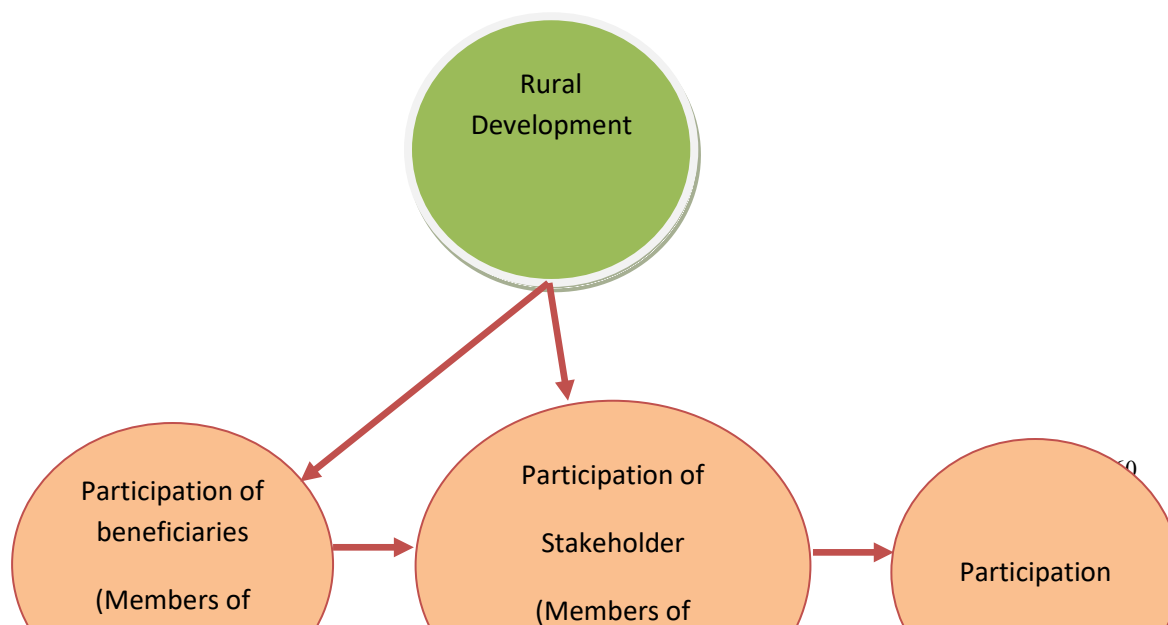 Rural
Development
Participation of
beneficiaries
(Members of
Participation of
Stakeholder
(Members of
Participation